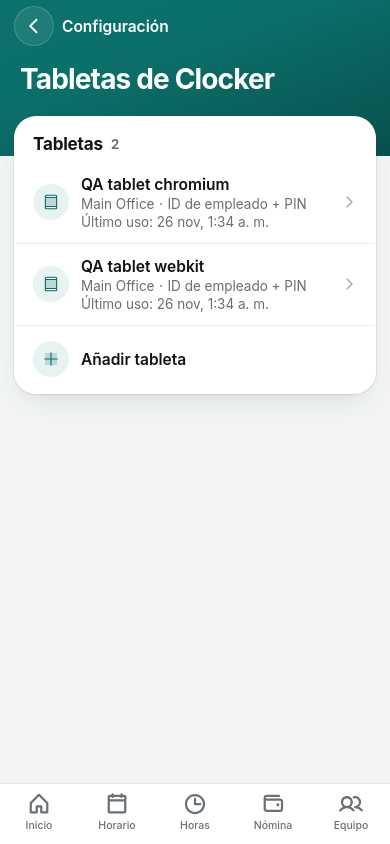 Configuración
Tabletas de Clocker
Tabletas 2
QA tablet chromium
Main Office · ID de empleado + PIN
Último uso: 26 nov, 1:34 a. m.
QA tablet webkit
Main Office · ID de empleado + PIN
Último uso: 26 nov, 1:34 a. m.
Añadir tableta
Inicio Horario Horas Nómina Equipo